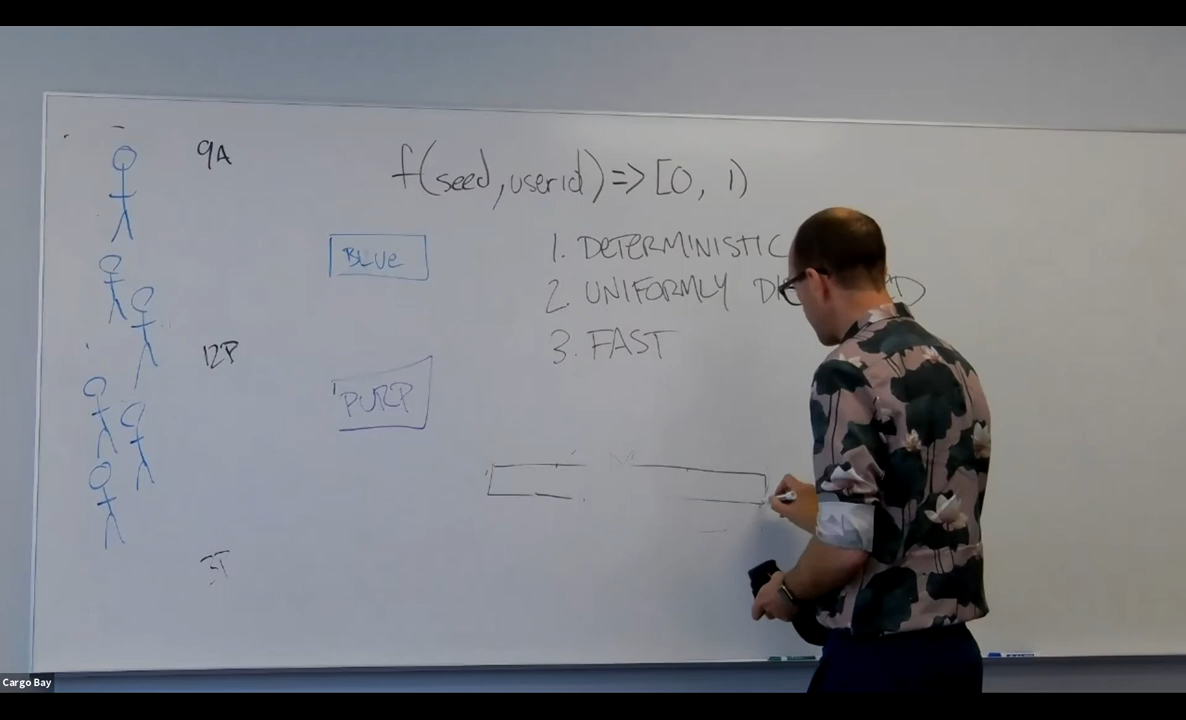 9A
f(seed, userid) => [0, 1)
BLUE
1. DETERMINISTIC
2. UNIFORMLY
3. FAST
12P
PURP
Cargo Bay